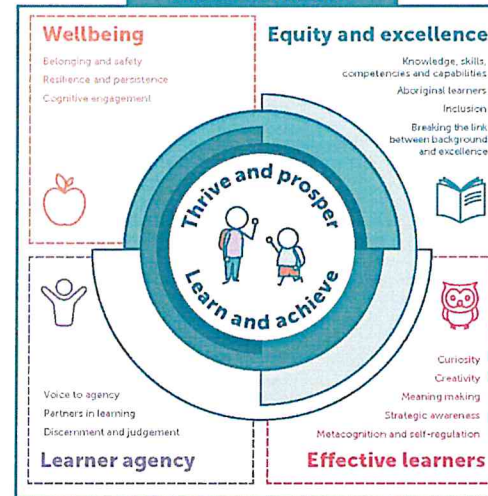 Wellbeing
Belonging and safety
Resilience and persistence
Cognitive engagement
Equity and excellence
Knowledge, skills,
competencies and capabilities
Aboriginal learners
Inclusion
Breaking the link
between background
and excellence
Thrive and prosper
Learn and achieve
Voice to agency
Partners in learning
Discernment and judgement
Learner agency
Curiosity
Creativity
Meaning making
Strategic awareness
Metacognition and self-regulation
Effective learners